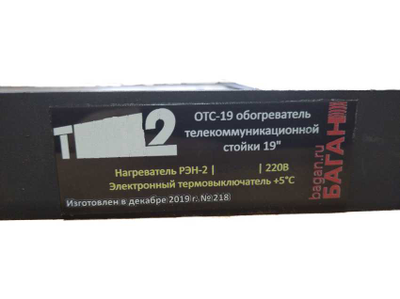 ОТС-19 обогреватель
телекоммуникационной
стойки 19"
Т 2
Нагреватель РЭН-2 | | 220В
Электронный термовыключатель +5°С
Изготовлен в декабре 2019 г. № 218
bagan.ru
БАГАН